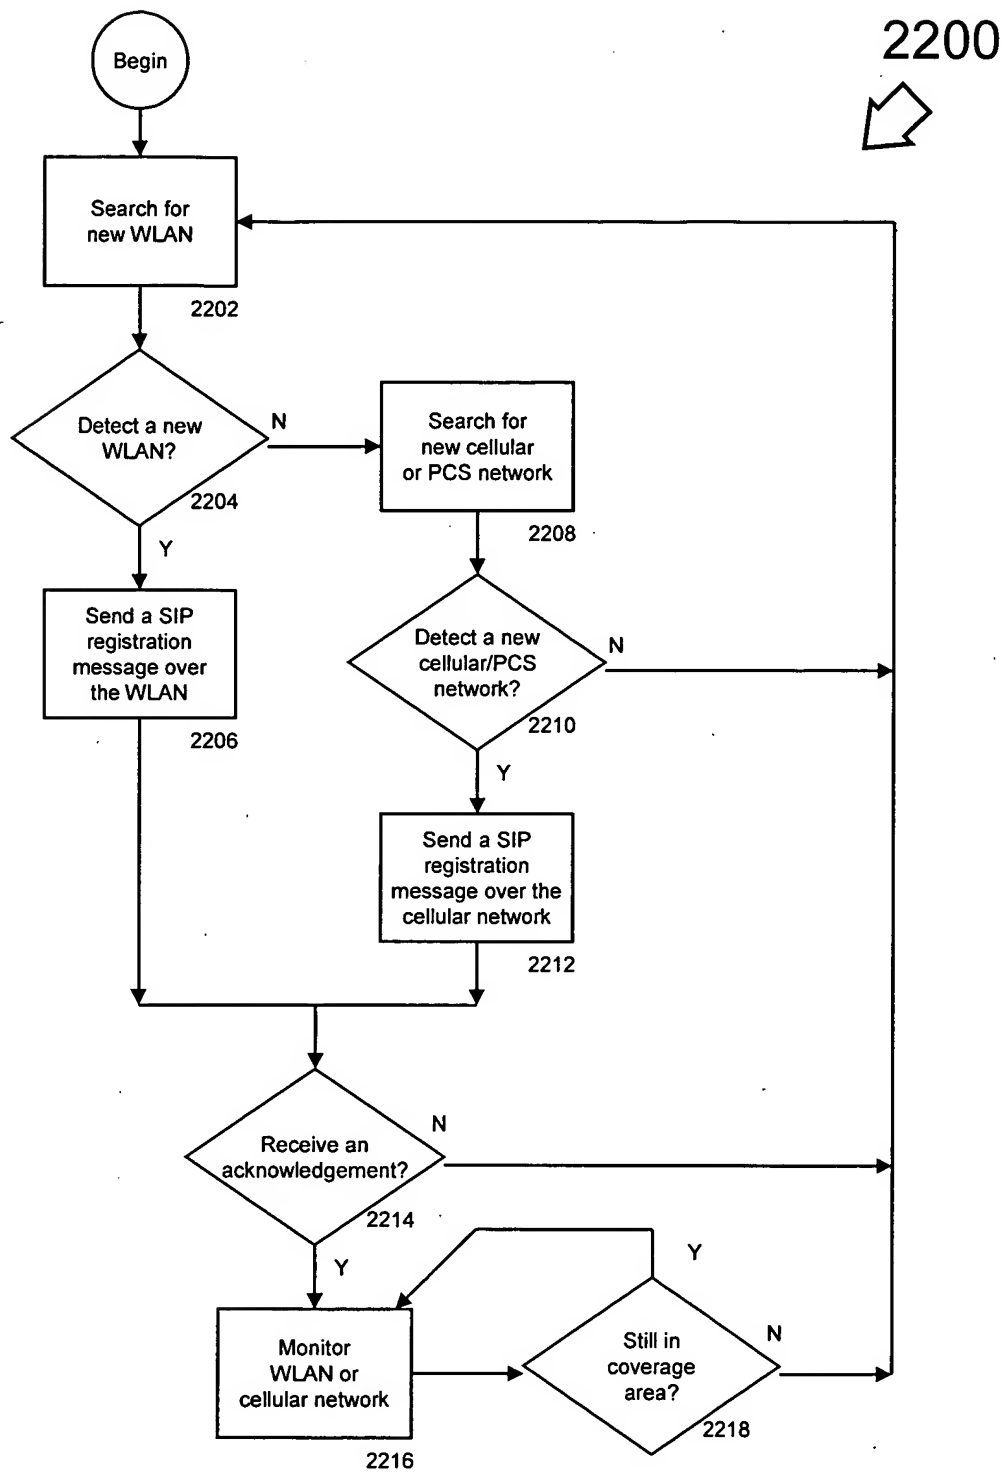 2200
Begin
Search for
new WLAN
2202
Detect a new
WLAN?
2204
N
Y
Search for
new cellular
or PCS network
2208
Send a SIP
registration
message over
the WLAN
2206
Detect a new
cellular/PCS
network?
2210
N
Y
Send a SIP
registration
message over the
cellular network
2212
Receive an
acknowledgement?
2214
N
Y
Monitor
WLAN or
cellular network
2216
Still in
coverage
area?
2218
Y
N